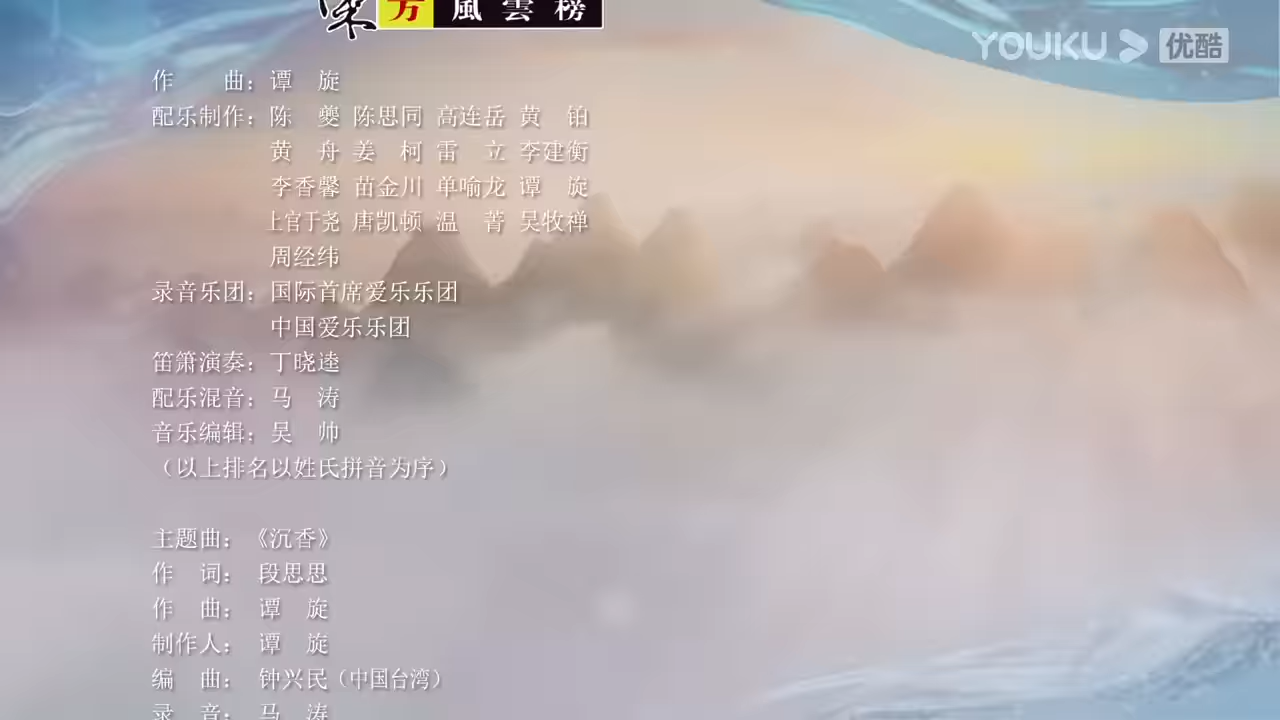 方 風雲榜
YOUKU 优酷
作 曲：谭 旋
配乐制作：陈 夔 陈思同 高连岳 黄 铂
黄 舟 姜 柯 雷 立 李建衡
李香馨 苗金川 单喻龙 谭 旋
上官于尧 唐凯顿 温 菁 吴牧禅
周经纬
录音乐团：国际首席爱乐乐团
中国爱乐乐团
笛箫演奏：丁晓逵
配乐混音：马 涛
音乐编辑：吴 帅
（以上排名以姓氏拼音为序）
主题曲：《沉香》
作 词：段思思
作 曲：谭 旋
制作人：谭 旋
编 曲：钟兴民（中国台湾）
录 音：马 涛